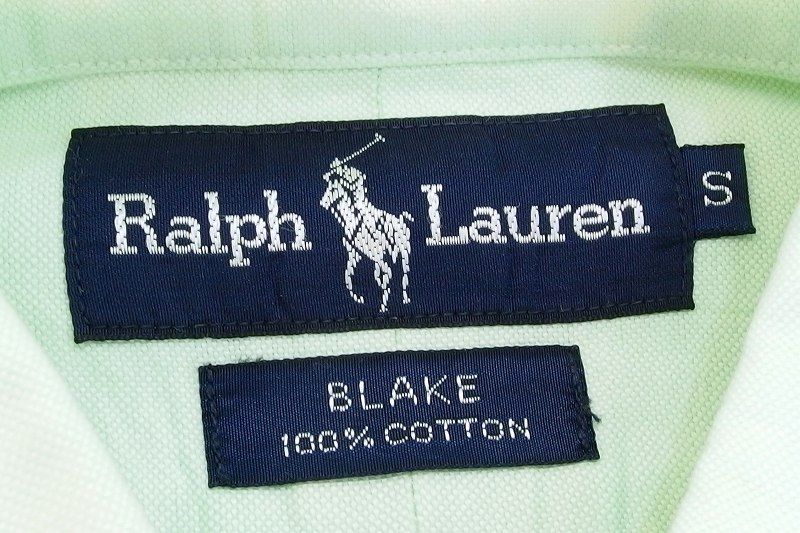 Ralph Lauren
S
BLAKE
100% COTTON